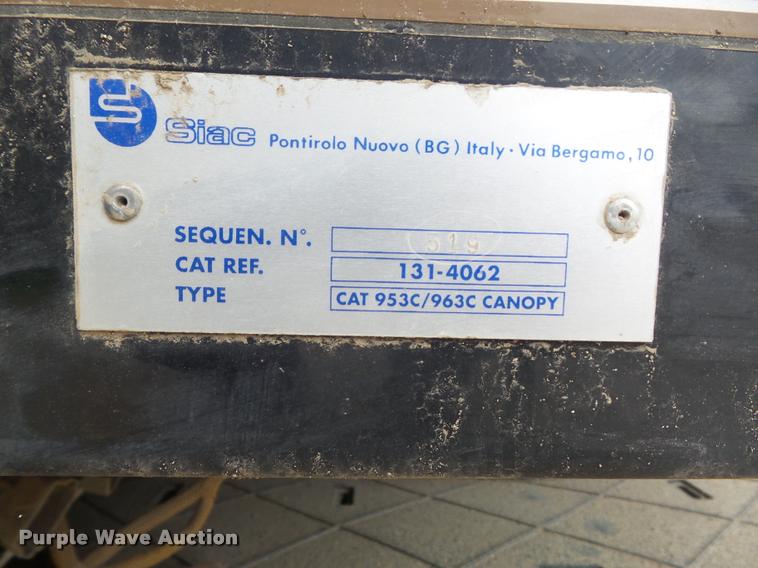 S Siac Pontirolo Nuovo (BG) Italy · Via Bergamo, 10
SEQUEN. N°. 519
CAT REF. 131-4062
TYPE CAT 953C/963C CANOPY
Purple Wave Auction